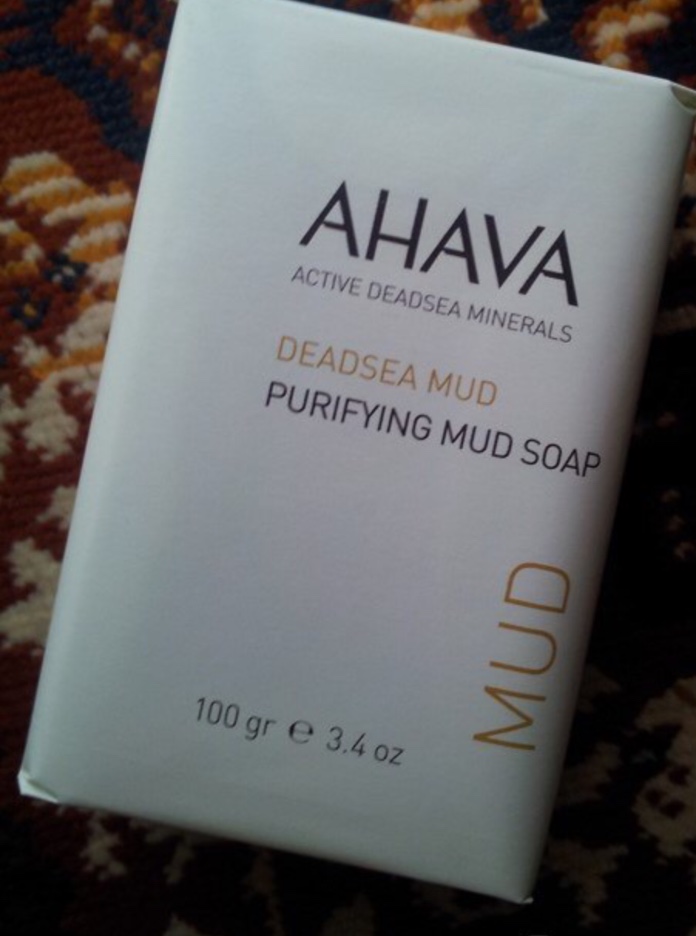 AHAVA
ACTIVE DEADSEA MINERALS
DEADSEA MUD
PURIFYING MUD SOAP
MUD
100 gr ℮ 3.4 oz